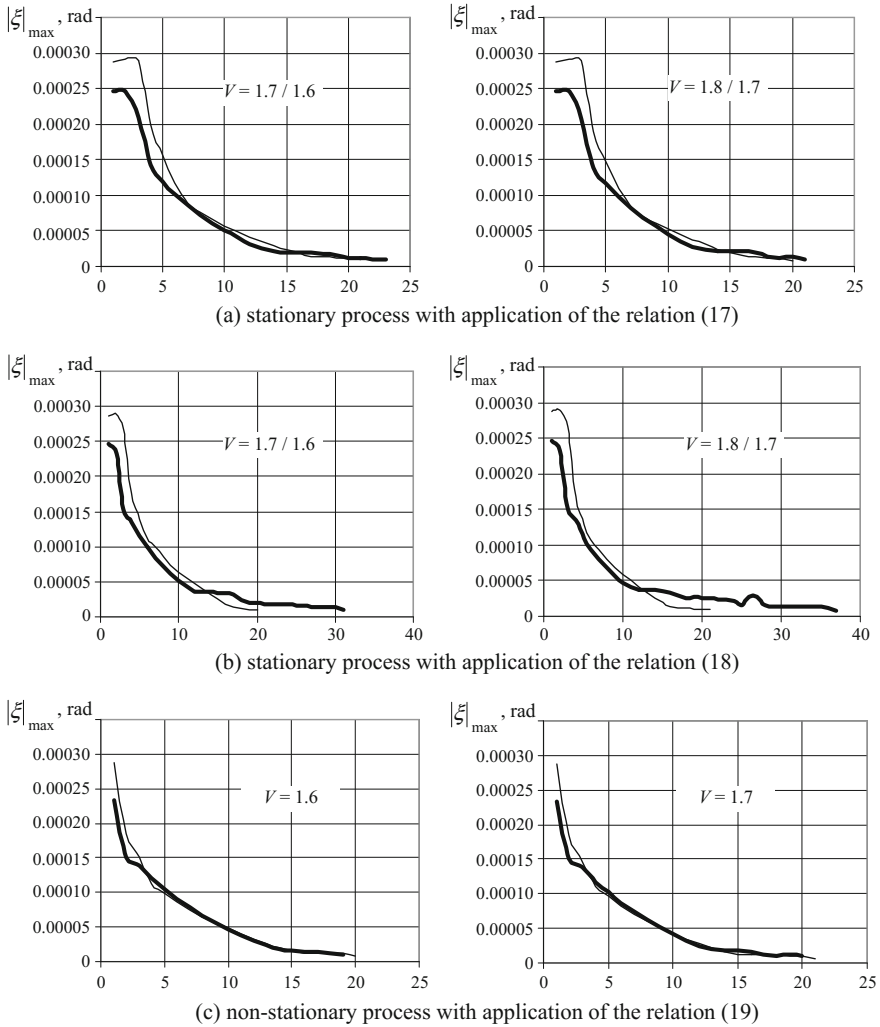 |ξ|max, rad
0.00030
0.00025
0.00020
0.00015
0.00010
0.00005
0
0 5 10 15 20 25
V = 1.7 / 1.6
|ξ|max, rad
0.00030
0.00025
0.00020
0.00015
0.00010
0.00005
0
0 5 10 15 20 25
V = 1.8 / 1.7
(a) stationary process with application of the relation (17)
|ξ|max, rad
0.00030
0.00025
0.00020
0.00015
0.00010
0.00005
0
0 10 20 30 40
V = 1.7 / 1.6
|ξ|max, rad
0.00030
0.00025
0.00020
0.00015
0.00010
0.00005
0
0 10 20 30 40
V = 1.8 / 1.7
(b) stationary process with application of the relation (18)
|ξ|max, rad
0.00030
0.00025
0.00020
0.00015
0.00010
0.00005
0
0 5 10 15 20 25
V = 1.6
|ξ|max, rad
0.00030
0.00025
0.00020
0.00015
0.00010
0.00005
0
0 5 10 15 20 25
V = 1.7
(c) non-stationary process with application of the relation (19)